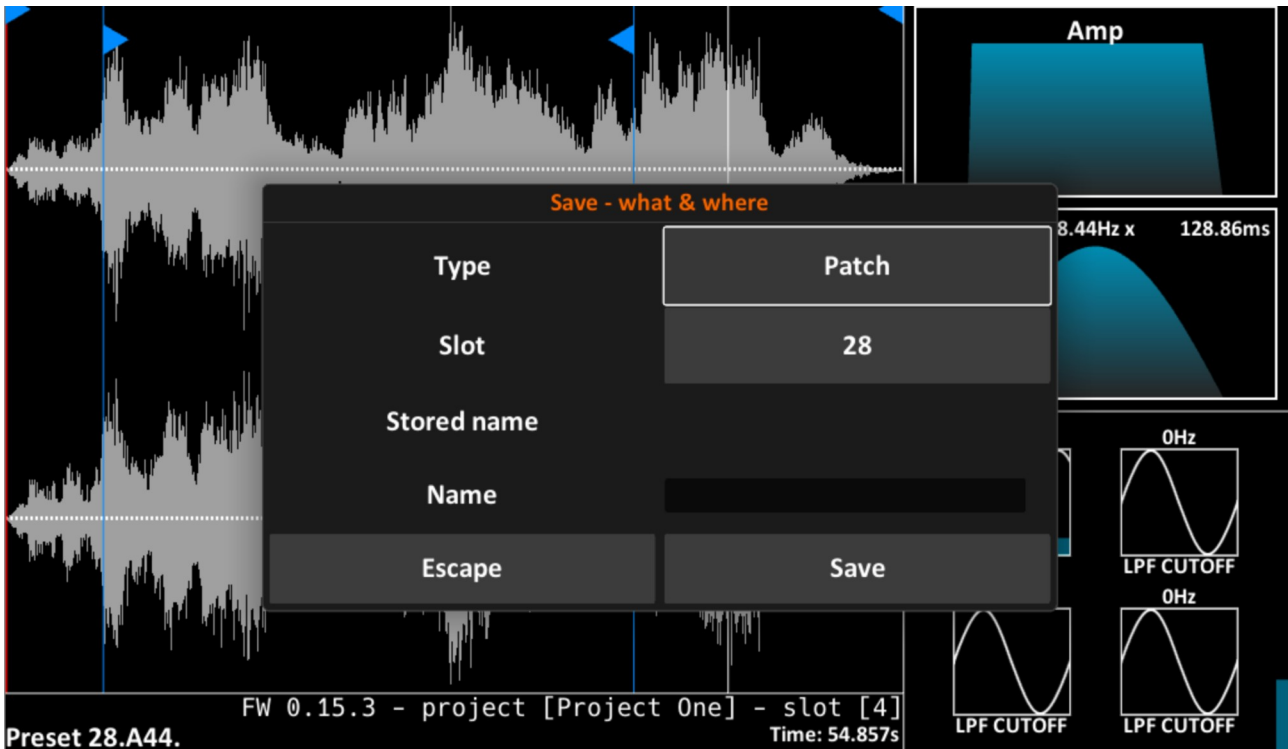 Amp
Save - what & where
8.44Hz x 128.86ms
Type Patch
Slot 28
Stored name
Name
Escape Save
0Hz
LPF CUTOFF
0Hz
LPF CUTOFF LPF CUTOFF
FW 0.15.3 - project [Project One] - slot [4]
Preset 28.A44. Time: 54.857s